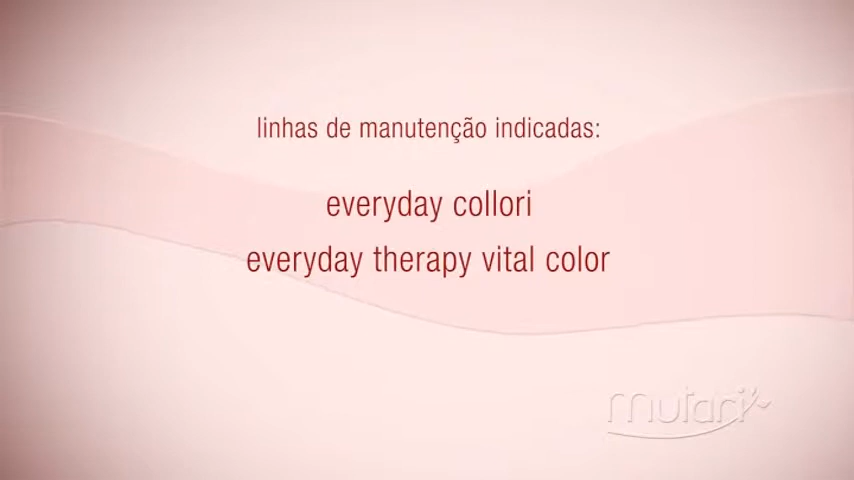 linhas de manutenção indicadas:
everyday collori
everyday therapy vital color
mutari